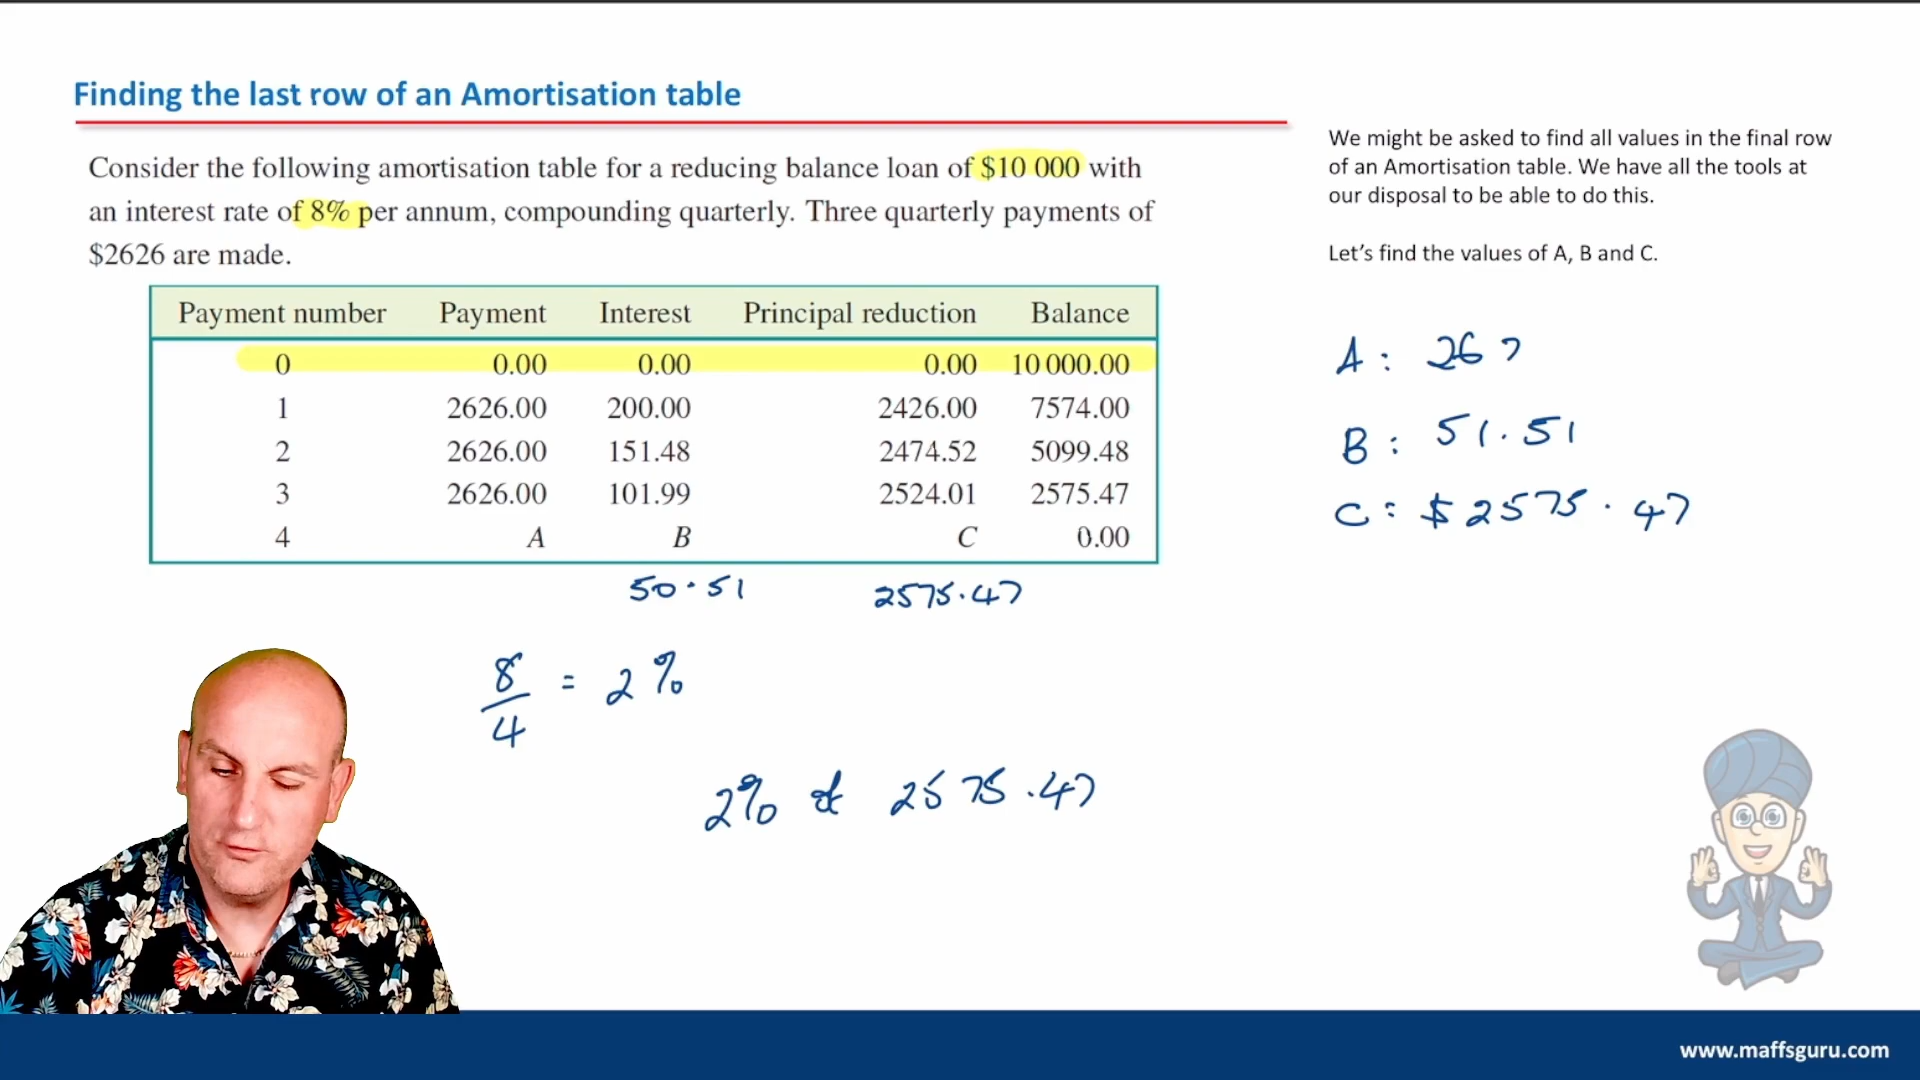 Finding the last row of an Amortisation table
Consider the following amortisation table for a reducing balance loan of $10 000 with
an interest rate of 8% per annum, compounding quarterly. Three quarterly payments of
$2626 are made.
Payment number Payment Interest Principal reduction Balance
0 0.00 0.00 0.00 10 000.00
1 2626.00 200.00 2426.00 7574.00
2 2626.00 151.48 2474.52 5099.48
3 2626.00 101.99 2524.01 2575.47
4 A B C 0.00
50.51 2575.47
8
4
= 2%
2% of 2575.47
We might be asked to find all values in the final row
of an Amortisation table. We have all the tools at
our disposal to be able to do this.
Let's find the values of A, B and C.
A: 26
B: 51.51
C: $2575.47
www.maffsguru.com